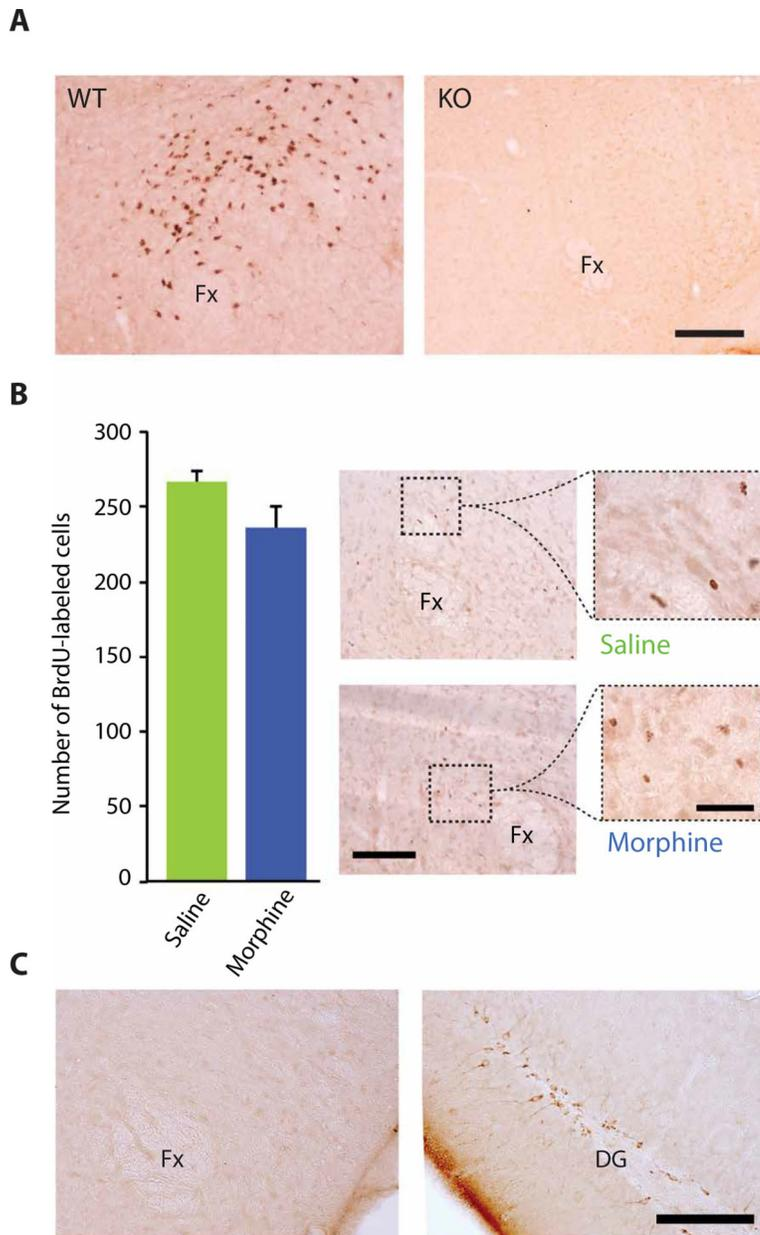 A
WT
KO
Fx
Fx
B
Number of BrdU-labeled cells
300
250
200
150
100
50
0
Saline
Morphine
Fx
Saline
Fx
Morphine
C
Fx
DG